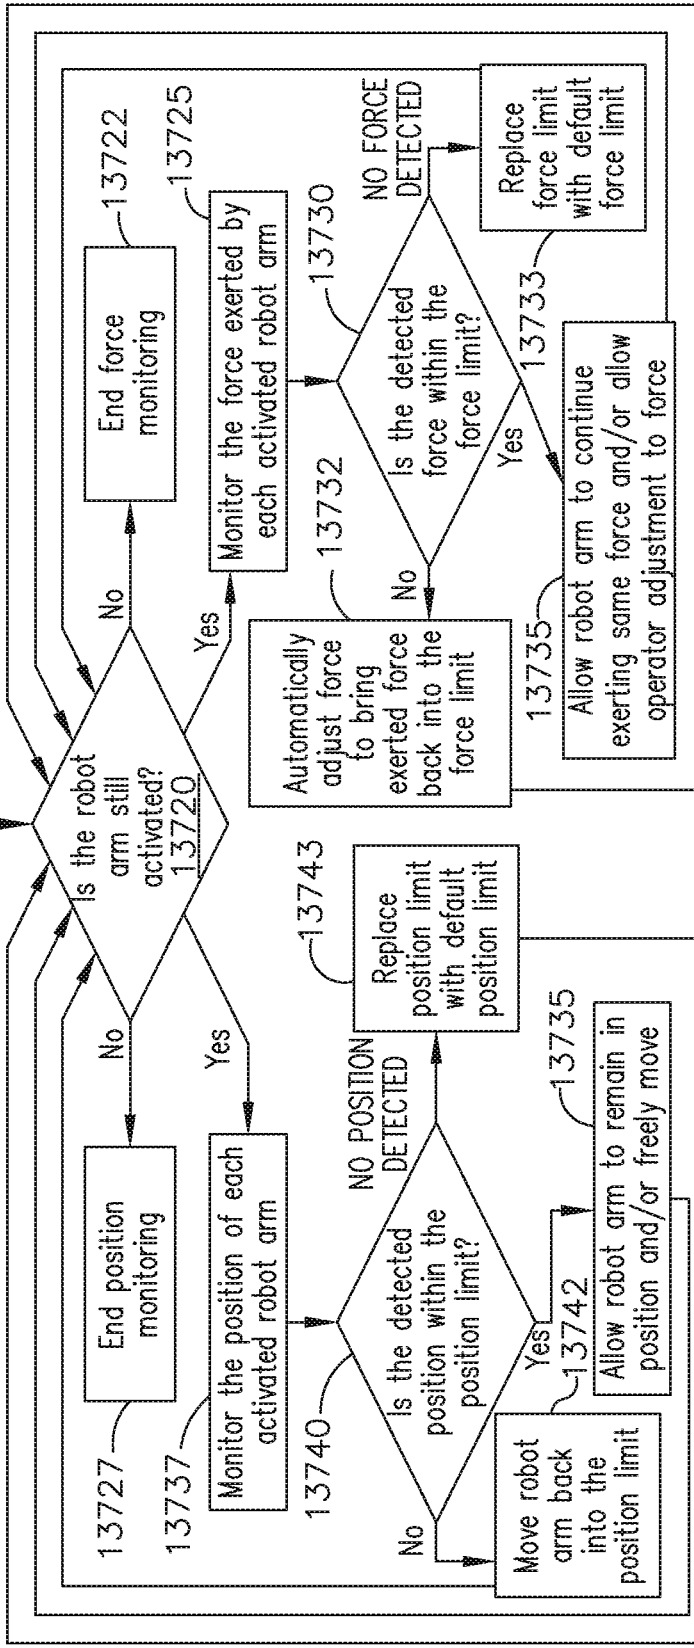 Is the robot
arm still
activated?
13720
No
End force
monitoring
13722
Yes
Monitor the force exerted by
each activated robot arm
13725
Is the detected
force within the
force limit?
13730
No
Automatically
adjust force
to bring
exerted force
back into the
force limit
13732
NO FORCE
DETECTED
Replace
force limit
with default
force limit
13733
Yes
Allow robot arm to continue
exerting same force and/or allow
operator adjustment to force
13735
No
End position
monitoring
13727
Yes
Monitor the position of each
activated robot arm
13737
Is the detected
position within the
position limit?
13740
No
Move robot
arm back
into the
position limit
13742
NO POSITION
DETECTED
Replace
position limit
with default
position limit
13743
Yes
Allow robot arm to remain in
position and/or freely move
13735